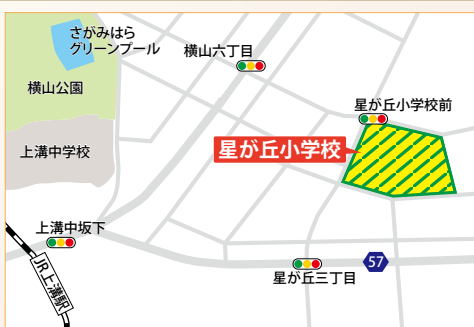 さがみはら
グリーンプール
横山六丁目
横山公園
星が丘小学校前
上溝中学校
星が丘小学校
上溝中坂下
JR上溝駅
57
星が丘三丁目